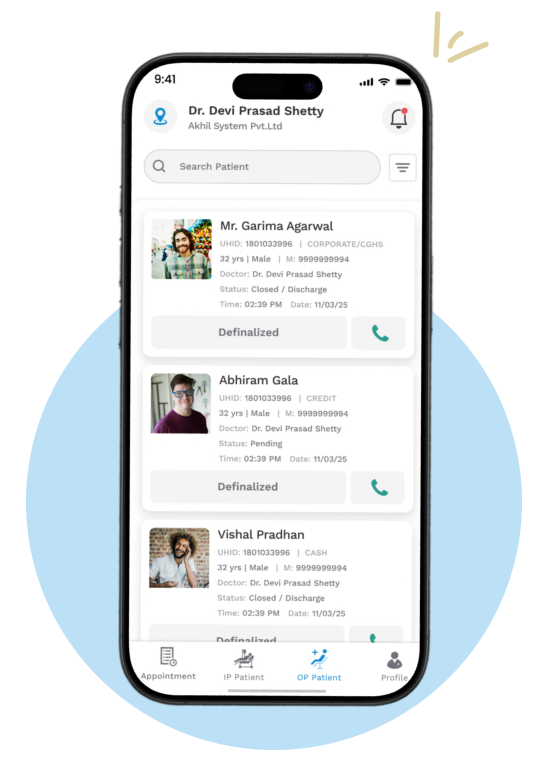 9:41
Dr. Devi Prasad Shetty
Akhil System Pvt.Ltd
Search Patient
Mr. Garima Agarwal
UHID: 1801033996 | CORPORATE/CGHS
32 yrs | Male | M: 9999999994
Doctor: Dr. Devi Prasad Shetty
Status: Closed / Discharge
Time: 02:39 PM Date: 11/03/25
Definalized
Abhiram Gala
UHID: 1801033996 | CREDIT
32 yrs | Male | M: 9999999994
Doctor: Dr. Devi Prasad Shetty
Status: Pending
Time: 02:39 PM Date: 11/03/25
Definalized
Vishal Pradhan
UHID: 1801033996 | CASH
32 yrs | Male | M: 9999999994
Doctor: Dr. Devi Prasad Shetty
Status: Closed / Discharge
Time: 02:39 PM Date: 11/03/25
Definalized
Appointment IP Patient OP Patient Profile